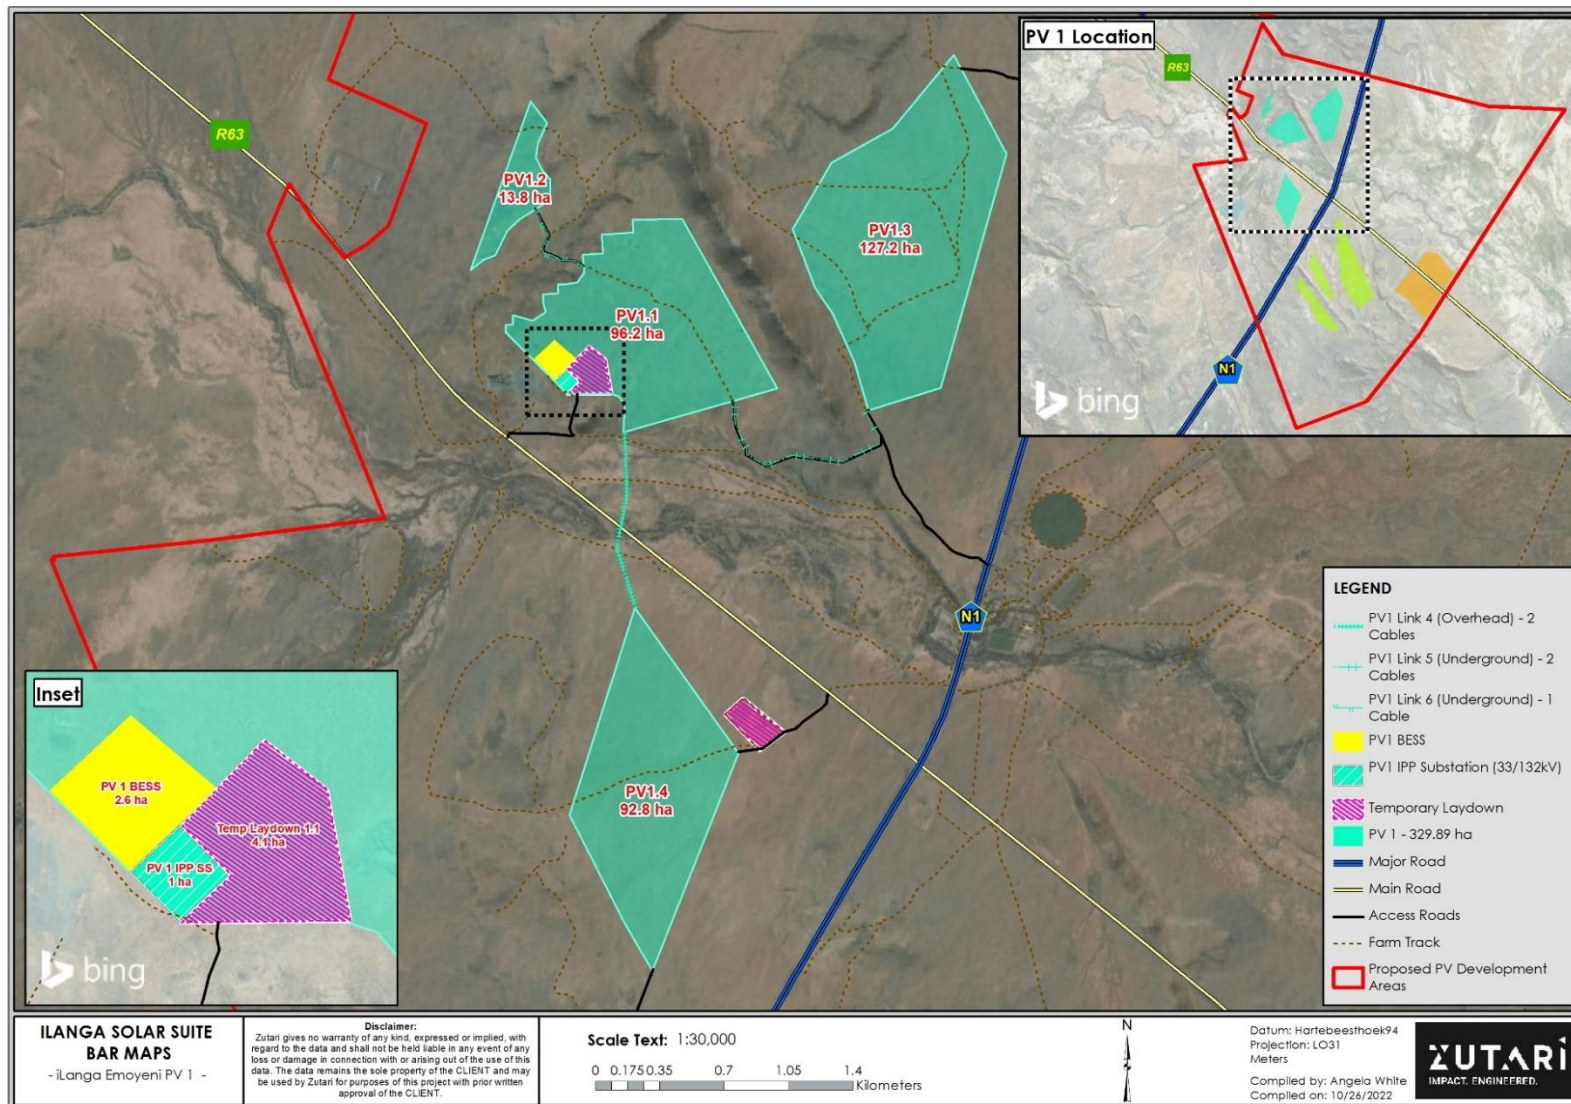 R63
PV1.2
13.8 ha
PV1.3
127.2 ha
PV1.1
96.2 ha
PV1.4
92.8 ha
N1
PV 1 Location
R63
N1
bing
Inset
PV 1 BESS
2.6 ha
Temp Laydown 1.1
4.1 ha
PV 1 IPP SS
1 ha
bing
LEGEND
PV1 Link 4 (Overhead) - 2
Cables
PV1 Link 5 (Underground) - 2
Cables
PV1 Link 6 (Underground) - 1
Cable
PV1 BESS
PV1 IPP Substation (33/132kV)
Temporary Laydown
PV 1 - 329.89 ha
Major Road
Main Road
Access Roads
Farm Track
Proposed PV Development
Areas
ILANGA SOLAR SUITE
BAR MAPS
- iLanga Emoyeni PV 1 -
Disclaimer:
Zutari gives no warranty of any kind, expressed or implied, with
regard to the data and shall not be held liable in any event of any
loss or damage in connection with or arising out of the use of this
data. The data remains the sole property of the CLIENT and may
be used by Zutari for purposes of this project with prior written
approval of the CLIENT.
Scale Text: 1:30,000
0 0.175 0.35 0.7 1.05 1.4
Kilometers
N
Datum: Hartebeesthoek94
Projection: LO31
Meters
Compiled by: Angela White
Compiled on: 10/26/2022
ZUTARI
IMPACT. ENGINEERED.